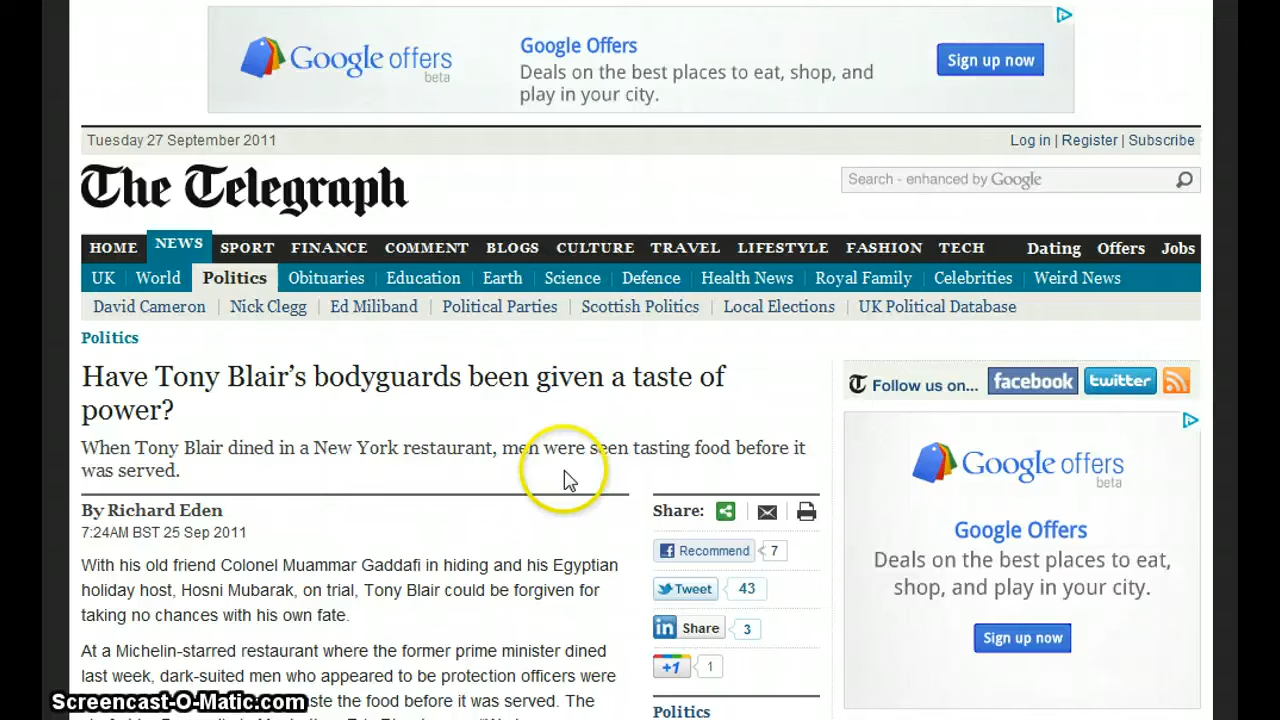 Google offers
beta
Google Offers
Deals on the best places to eat, shop, and
play in your city.
Sign up now
Tuesday 27 September 2011
Log in | Register | Subscribe
The Telegraph
Search - enhanced by Google
HOME NEWS SPORT FINANCE COMMENT BLOGS CULTURE TRAVEL LIFESTYLE FASHION TECH Dating Offers Jobs
UK World Politics Obituaries Education Earth Science Defence Health News Royal Family Celebrities Weird News
David Cameron Nick Clegg Ed Miliband Political Parties Scottish Politics Local Elections UK Political Database
Politics
Have Tony Blair's bodyguards been given a taste of
power?
When Tony Blair dined in a New York restaurant, men were seen tasting food before it
was served.
By Richard Eden
7:24AM BST 25 Sep 2011
With his old friend Colonel Muammar Gaddafi in hiding and his Egyptian
holiday host, Hosni Mubarak, on trial, Tony Blair could be forgiven for
taking no chances with his own fate.
At a Michelin-starred restaurant where the former prime minister dined
last week, dark-suited men who appeared to be protection officers were
taste the food before it was served. The
Share:
Recommend 7
Tweet 43
in Share 3
+1 1
Politics
Follow us on... facebook twitter
Google offers
beta
Google Offers
Deals on the best places to eat,
shop, and play in your city.
Sign up now
Screencast-O-Matic.com